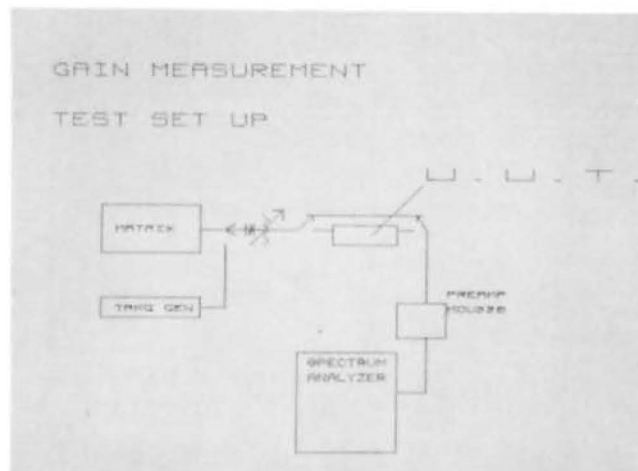 GAIN MEASUREMENT
TEST SET UP
U.U.T.
MATRIX
TRKG GEN
PREAMP
SPECTRUM
ANALYZER